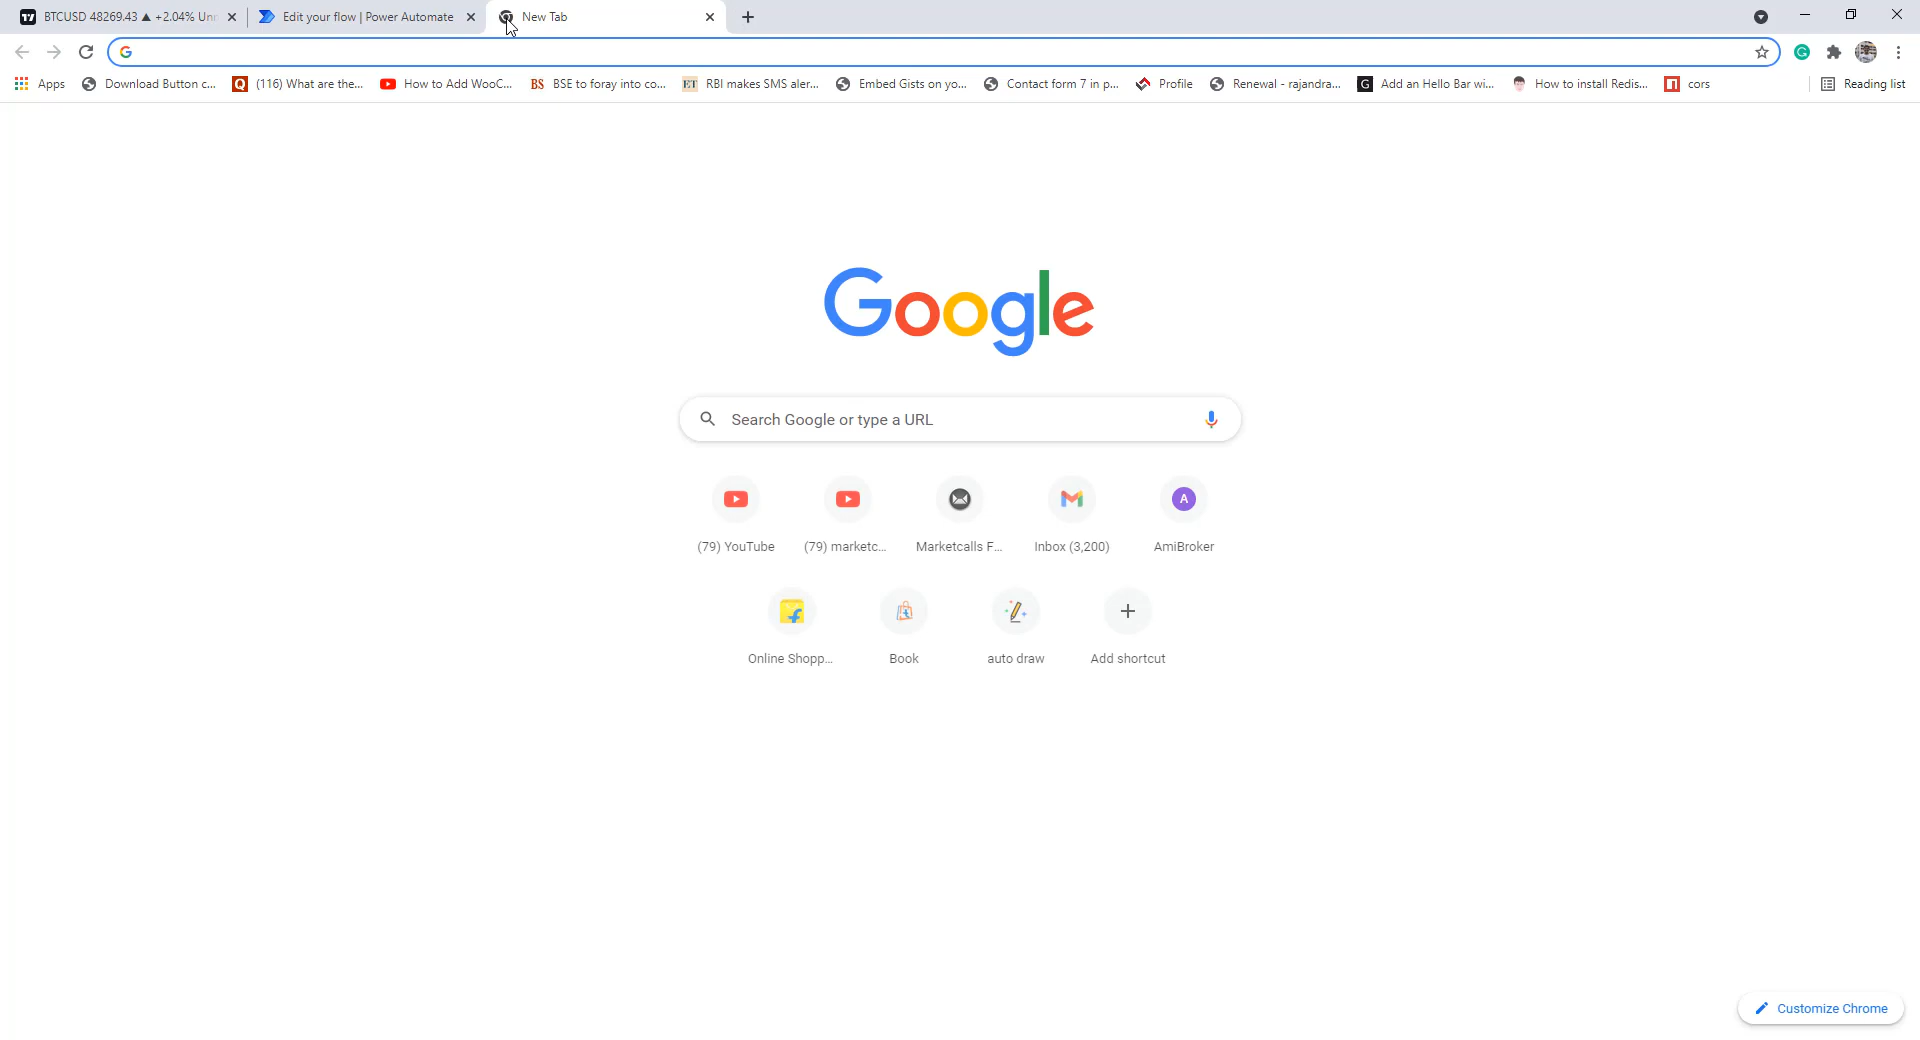 BTCUSD 48269.43 ▲ +2.04% Unr
Edit your flow | Power Automate
New Tab
Apps
Download Button c...
(116) What are the...
How to Add WooC...
BS BSE to foray into co...
ET RBI makes SMS aler...
Embed Gists on yo...
Contact form 7 in p...
Profile
Renewal - rajandra...
G Add an Hello Bar wi...
How to install Redis...
cors
Reading list
Google
Search Google or type a URL
(79) YouTube
(79) marketc...
Marketcalls F...
Inbox (3,200)
A
AmiBroker
Online Shopp...
Book
auto draw
Add shortcut
Customize Chrome